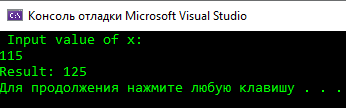 Консоль отладки Microsoft Visual Studio
Input value of x:
115
Result: 125
Для продолжения нажмите любую клавишу . . .